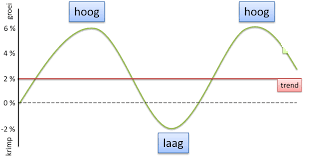 groei
hoog
hoog
6 %
4 %
2 %
trend
0 %
-2 %
laag
krimp